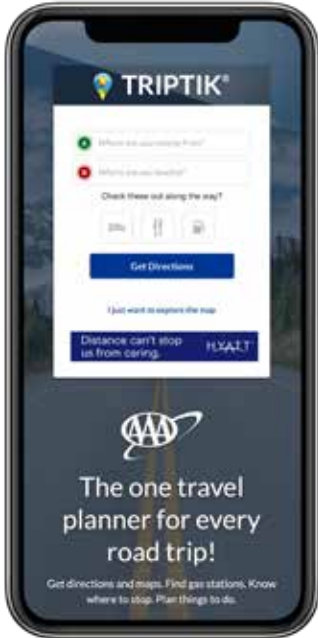 TRIPTIK®
A
Where are you starting from?
B
Where are you heading?
Check these out along the way?
Get Directions
I just want to explore the map
Distance can't stop
us from caring.
HYATT
AAA
The one travel
planner for every
road trip!
Get directions and maps. Find gas stations. Know
where to stop. Plan things to do.